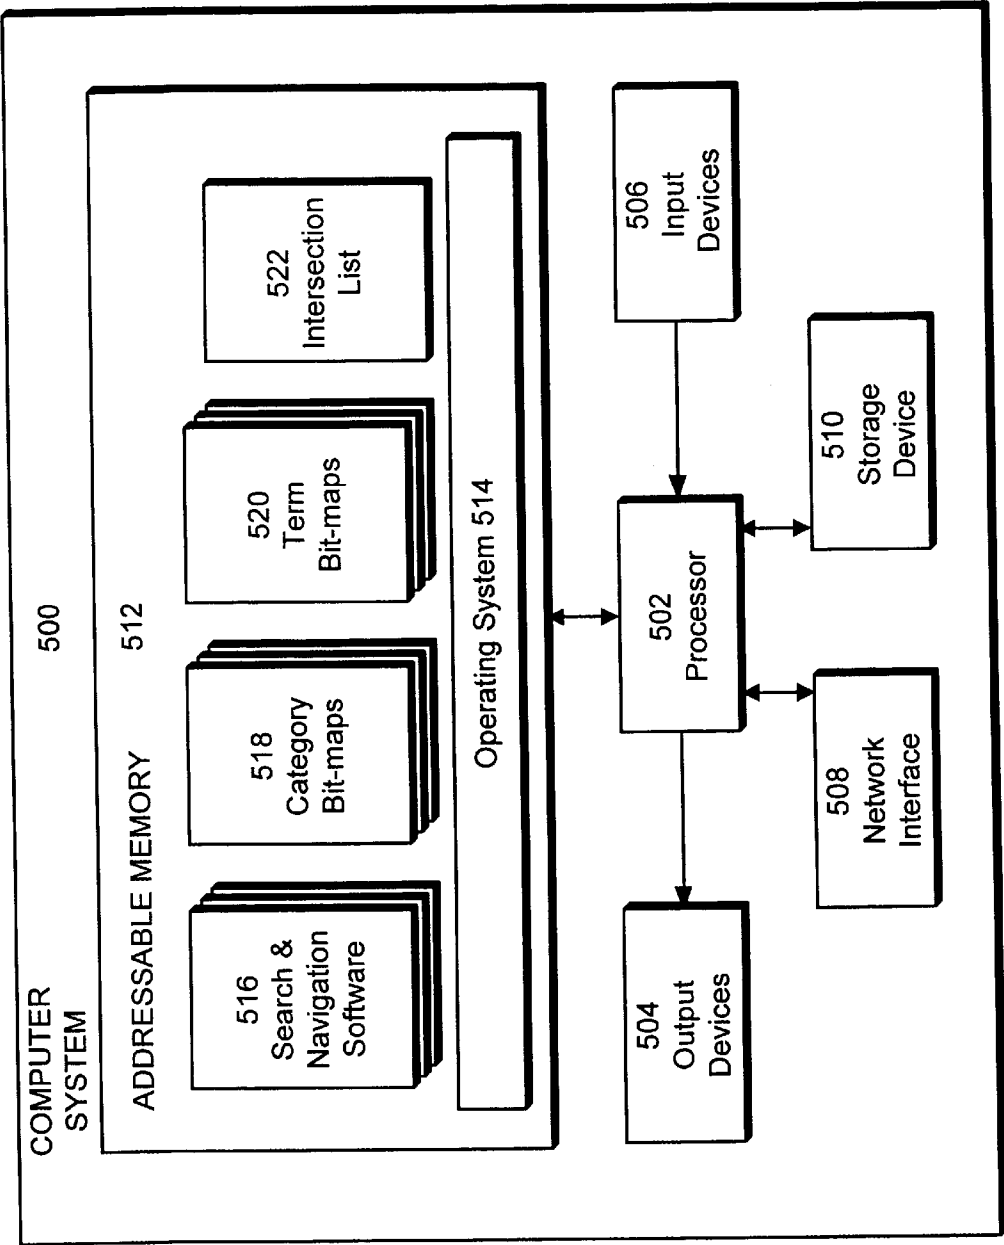 COMPUTER
SYSTEM
500
ADDRESSABLE MEMORY
512
516
Search &
Navigation
Software
518
Category
Bit-maps
520
Term
Bit-maps
522
Intersection
List
Operating System 514
504
Output
Devices
502
Processor
506
Input
Devices
508
Network
Interface
510
Storage
Device